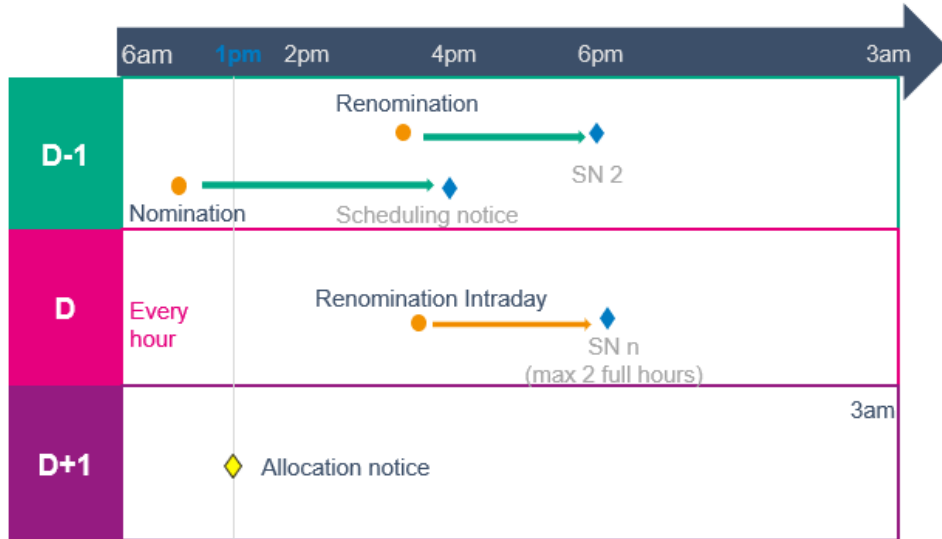 6am 1pm 2pm 4pm 6pm 3am
D-1
Renomination
SN 2
Nomination
Scheduling notice
D
Every
hour
Renomination Intraday
SN n
(max 2 full hours)
D+1
3am
Allocation notice